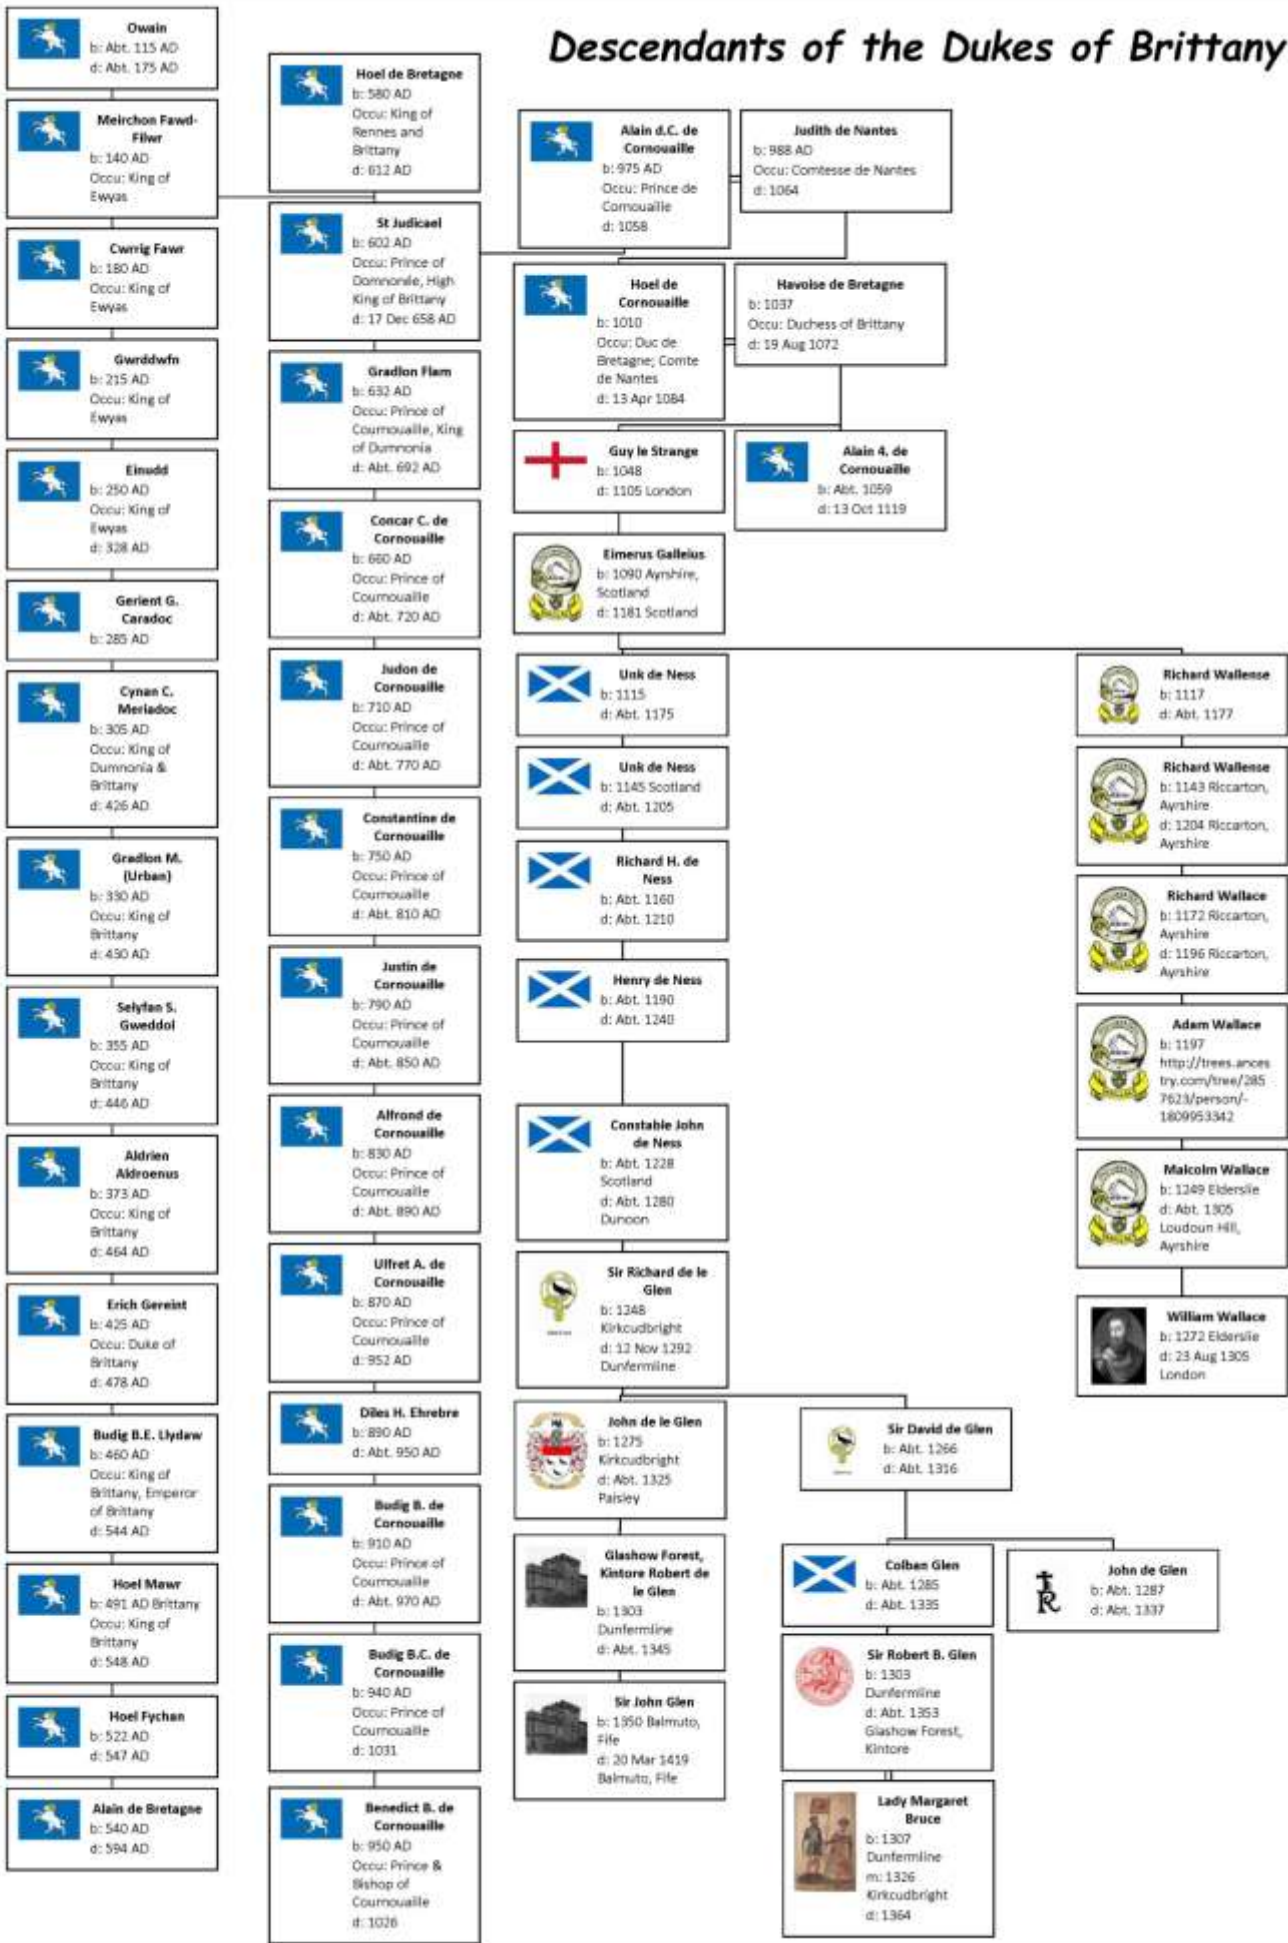 Descendants of the Dukes of Brittany
Owain
b: Abt. 115 AD
d: Abt. 175 AD
Meirchon Fawd-
Filwr
b: 140 AD
Occu: King of
Ewyas
Cwrrig Fawr
b: 180 AD
Occu: King of
Ewyas
Gwrddwfn
b: 215 AD
Occu: King of
Ewyas
Einudd
b: 250 AD
Occu: King of
Ewyas
d: 328 AD
Gerient G.
Caradoc
b: 285 AD
Cynan C.
Meriadoc
b: 305 AD
Occu: King of
Dumnonia &
Brittany
d: 426 AD
Gradlon M.
(Urban)
b: 330 AD
Occu: King of
Brittany
d: 430 AD
Selyfan S.
Gweddol
b: 355 AD
Occu: King of
Brittany
d: 446 AD
Aldrien
Aldroenus
b: 373 AD
Occu: King of
Brittany
d: 464 AD
Erich Gereint
b: 425 AD
Occu: Duke of
Brittany
d: 478 AD
Budig B.E. Llydaw
b: 460 AD
Occu: King of
Brittany, Emperor
of Brittany
d: 544 AD
Hoel Mawr
b: 491 AD Brittany
Occu: King of
Brittany
d: 548 AD
Hoel Fychan
b: 522 AD
d: 547 AD
Alain de Bretagne
b: 540 AD
d: 594 AD
Hoel de Bretagne
b: 580 AD
Occu: King of
Rennes and
Brittany
d: 612 AD
St Judicael
b: 602 AD
Occu: Prince of
Domnonie, High
King of Brittany
d: 17 Dec 658 AD
Gradlon Flam
b: 632 AD
Occu: Prince of
Cournouaille, King
of Dumnonia
d: Abt. 692 AD
Concar C. de
Cornouaille
b: 660 AD
Occu: Prince of
Cournouaille
d: Abt. 720 AD
Judon de
Cornouaille
b: 710 AD
Occu: Prince of
Cournouaille
d: Abt. 770 AD
Constantine de
Cornouaille
b: 750 AD
Occu: Prince of
Cournouaille
d: Abt. 810 AD
Justin de
Cornouaille
b: 790 AD
Occu: Prince of
Cournouaille
d: Abt. 850 AD
Alfrond de
Cornouaille
b: 830 AD
Occu: Prince of
Cournouaille
d: Abt. 890 AD
Ulfret A. de
Cornouaille
b: 870 AD
Occu: Prince of
Cournouaille
d: 952 AD
Diles H. Ehrebre
b: 890 AD
d: Abt. 950 AD
Budig B. de
Cornouaille
b: 910 AD
Occu: Prince of
Cournouaille
d: Abt. 970 AD
Budig B.C. de
Cornouaille
b: 940 AD
Occu: Prince of
Cournouaille
d: 1031
Benedict B. de
Cornouaille
b: 950 AD
Occu: Prince &
Bishop of
Cournouaille
d: 1026
Alain d.C. de
Cornouaille
b: 975 AD
Occu: Prince de
Cornouaille
d: 1058
Judith de Nantes
b: 988 AD
Occu: Comtesse de Nantes
d: 1064
Hoel de
Cornouaille
b: 1010
Occu: Duc de
Bretagne; Comte
de Nantes
d: 13 Apr 1084
Havoise de Bretagne
b: 1037
Occu: Duchess of Brittany
d: 19 Aug 1072
Guy le Strange
b: 1048
d: 1105 London
Alain 4. de
Cornouaille
b: Abt. 1059
d: 13 Oct 1119
Eimerus Galleius
b: 1090 Ayrshire,
Scotland
d: 1181 Scotland
Unk de Ness
b: 1115
d: Abt. 1175
Unk de Ness
b: 1145 Scotland
d: Abt. 1205
Richard H. de
Ness
b: Abt. 1160
d: Abt. 1210
Henry de Ness
b: Abt. 1190
d: Abt. 1240
Constable John
de Ness
b: Abt. 1228
Scotland
d: Abt. 1280
Dunoon
Sir Richard de le
Glen
b: 1248
Kirkcudbright
d: 12 Nov 1292
Dunfermline
John de le Glen
b: 1275
Kirkcudbright
d: Abt. 1325
Paisley
Glashow Forest,
Kintore Robert de
le Glen
b: 1303
Dunfermline
d: Abt. 1345
Sir John Glen
b: 1350 Balmuto,
Fife
d: 20 Mar 1419
Balmuto, Fife
Sir David de Glen
b: Abt. 1266
d: Abt. 1316
Colban Glen
b: Abt. 1285
d: Abt. 1335
John de Glen
b: Abt. 1287
d: Abt. 1337
Sir Robert B. Glen
b: 1303
Dunfermline
d: Abt. 1353
Glashow Forest,
Kintore
Lady Margaret
Bruce
b: 1307
Dunfermline
m: 1326
Kirkcudbright
d: 1364
Richard Wallense
b: 1117
d: Abt. 1177
Richard Wallense
b: 1143 Riccarton,
Ayrshire
d: 1204 Riccarton,
Ayrshire
Richard Wallace
b: 1172 Riccarton,
Ayrshire
d: 1196 Riccarton,
Ayrshire
Adam Wallace
b: 1197
http://trees.ances
try.com/tree/285
7623/person/-
1809953342
Malcolm Wallace
b: 1249 Elderslie
d: Abt. 1305
Loudoun Hill,
Ayrshire
William Wallace
b: 1272 Elderslie
d: 23 Aug 1305
London